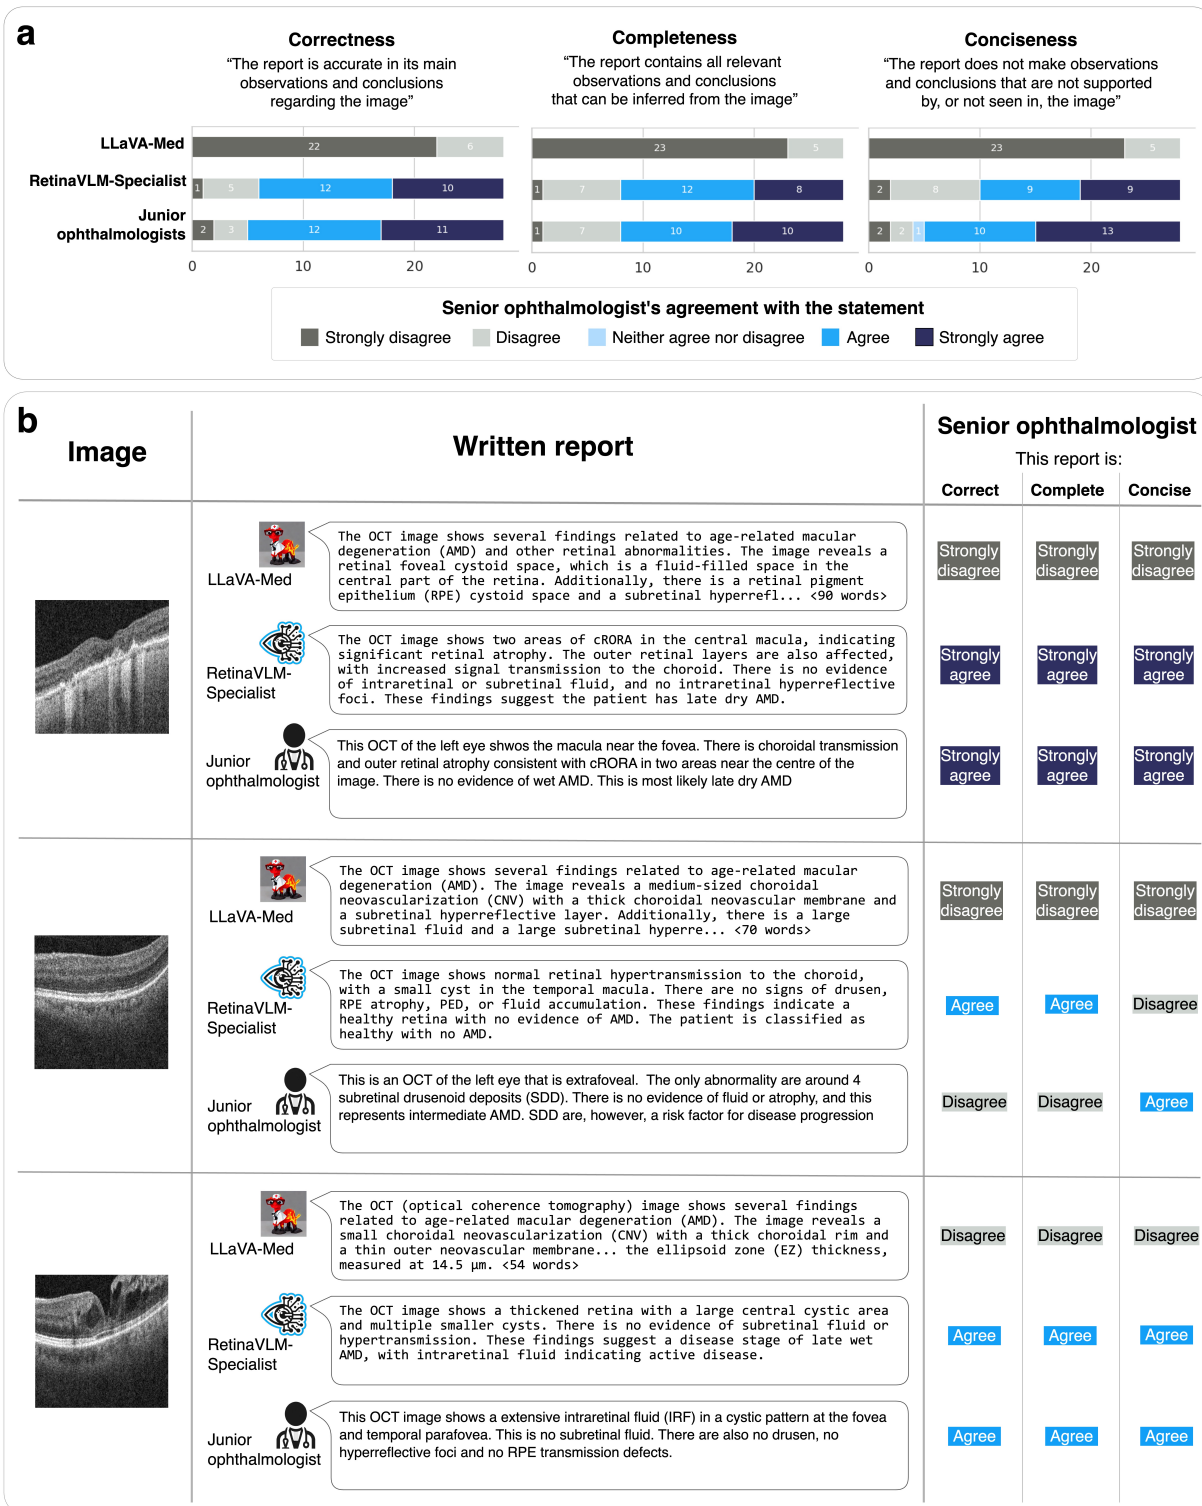 a
Correctness
“The report is accurate in its main
observations and conclusions
regarding the image”
Completeness
“The report contains all relevant
observations and conclusions
that can be inferred from the image”
Conciseness
“The report does not make observations
and conclusions that are not supported
by, or not seen in, the image”
LLaVA-Med
22 6
23 5
23 5
RetinaVLM-Specialist
1 5 12 10
1 7 12 8
2 8 9 9
Junior
ophthalmologists
2 3 12 11
1 7 10 10
2 2 1 10 13
0 10 20
0 10 20
0 10 20
Senior ophthalmologist's agreement with the statement
Strongly disagree Disagree Neither agree nor disagree Agree Strongly agree
b
Image
Written report
Senior ophthalmologist
This report is:
Correct Complete Concise
LLaVA-Med
The OCT image shows several findings related to age-related macular
degeneration (AMD) and other retinal abnormalities. The image reveals a
retinal foveal cystoid space, which is a fluid-filled space in the
central part of the retina. Additionally, there is a retinal pigment
epithelium (RPE) cystoid space and a subretinal hyperrefl... <90 words>
Strongly disagree
Strongly disagree
Strongly disagree
RetinaVLM-
Specialist
The OCT image shows two areas of cRORA in the central macula, indicating
significant retinal atrophy. The outer retinal layers are also affected,
with increased signal transmission to the choroid. There is no evidence
of intraretinal or subretinal fluid, and no intraretinal hyperreflective
foci. These findings suggest the patient has late dry AMD.
Strongly agree
Strongly agree
Strongly agree
Junior
ophthalmologist
This OCT of the left eye shwos the macula near the fovea. There is choroidal transmission
and outer retinal atrophy consistent with cRORA in two areas near the centre of the
image. There is no evidence of wet AMD. This is most likely late dry AMD
Strongly agree
Strongly agree
Strongly agree
LLaVA-Med
The OCT image shows several findings related to age-related macular
degeneration (AMD). The image reveals a medium-sized choroidal
neovascularization (CNV) with a thick choroidal neovascular membrane and
a subretinal hyperreflective layer. Additionally, there is a large
subretinal fluid and a large subretinal hyperre... <70 words>
Strongly disagree
Strongly disagree
Strongly disagree
RetinaVLM-
Specialist
The OCT image shows normal retinal hypertransmission to the choroid,
with a small cyst in the temporal macula. There are no signs of drusen,
RPE atrophy, PED, or fluid accumulation. These findings indicate a
healthy retina with no evidence of AMD. The patient is classified as
healthy with no AMD.
Agree Agree Disagree
Junior
ophthalmologist
This is an OCT of the left eye that is extrafoveal. The only abnormality are around 4
subretinal drusenoid deposits (SDD). There is no evidence of fluid or atrophy, and this
represents intermediate AMD. SDD are, however, a risk factor for disease progression
Disagree Disagree Agree
LLaVA-Med
The OCT (optical coherence tomography) image shows several findings
related to age-related macular degeneration (AMD). The image reveals a
small choroidal neovascularization (CNV) with a thick choroidal rim and
a thin outer neovascular membrane... the ellipsoid zone (EZ) thickness,
measured at 14.5 µm. <54 words>
Disagree Disagree Disagree
RetinaVLM-
Specialist
The OCT image shows a thickened retina with a large central cystic area
and multiple smaller cysts. There is no evidence of subretinal fluid or
hypertransmission. These findings suggest a disease stage of late wet
AMD, with intraretinal fluid indicating active disease.
Agree Agree Agree
Junior
ophthalmologist
This OCT image shows a extensive intraretinal fluid (IRF) in a cystic pattern at the fovea
and temporal parafovea. This is no subretinal fluid. There are also no drusen, no
hyperreflective foci and no RPE transmission defects.
Agree Agree Agree